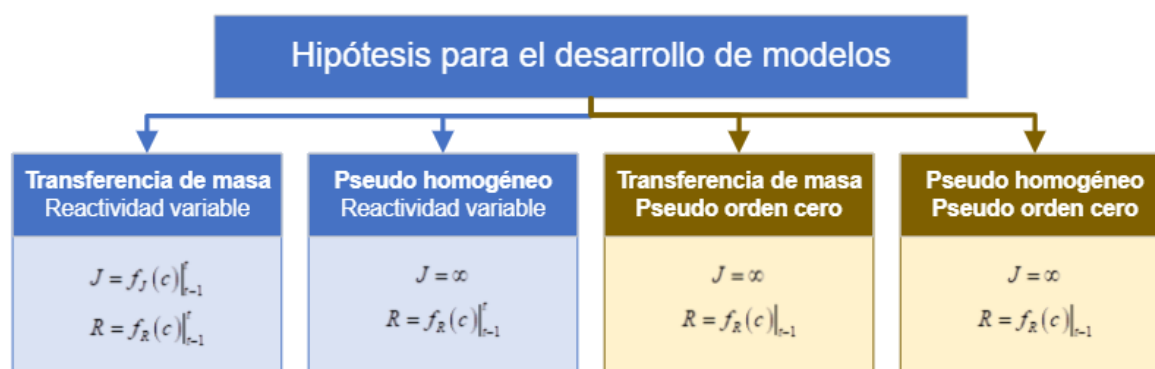 Hipótesis para el desarrollo de modelos
Transferencia de masa
Reactividad variable
J = f_J(c)|_{t-1}^{t}
R = f_R(c)|_{t-1}^{t}
Pseudo homogéneo
Reactividad variable
J = ∞
R = f_R(c)|_{t-1}^{t}
Transferencia de masa
Pseudo orden cero
J = ∞
R = f_R(c)|_{t-1}
Pseudo homogéneo
Pseudo orden cero
J = ∞
R = f_R(c)|_{t-1}